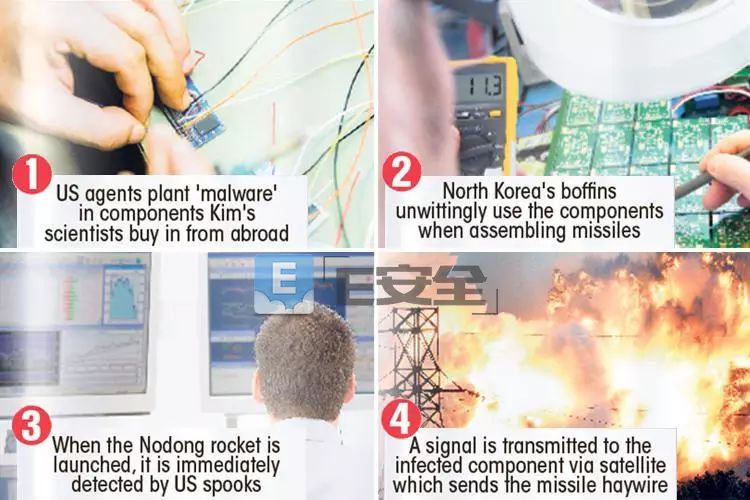 11.3
1
US agents plant 'malware'
in components Kim's
scientists buy in from abroad
2
North Korea's boffins
unwittingly use the components
when assembling missiles
E E安全
3
When the Nodong rocket is
launched, it is immediately
detected by US spooks
4
A signal is transmitted to the
infected component via satellite
which sends the missile haywire